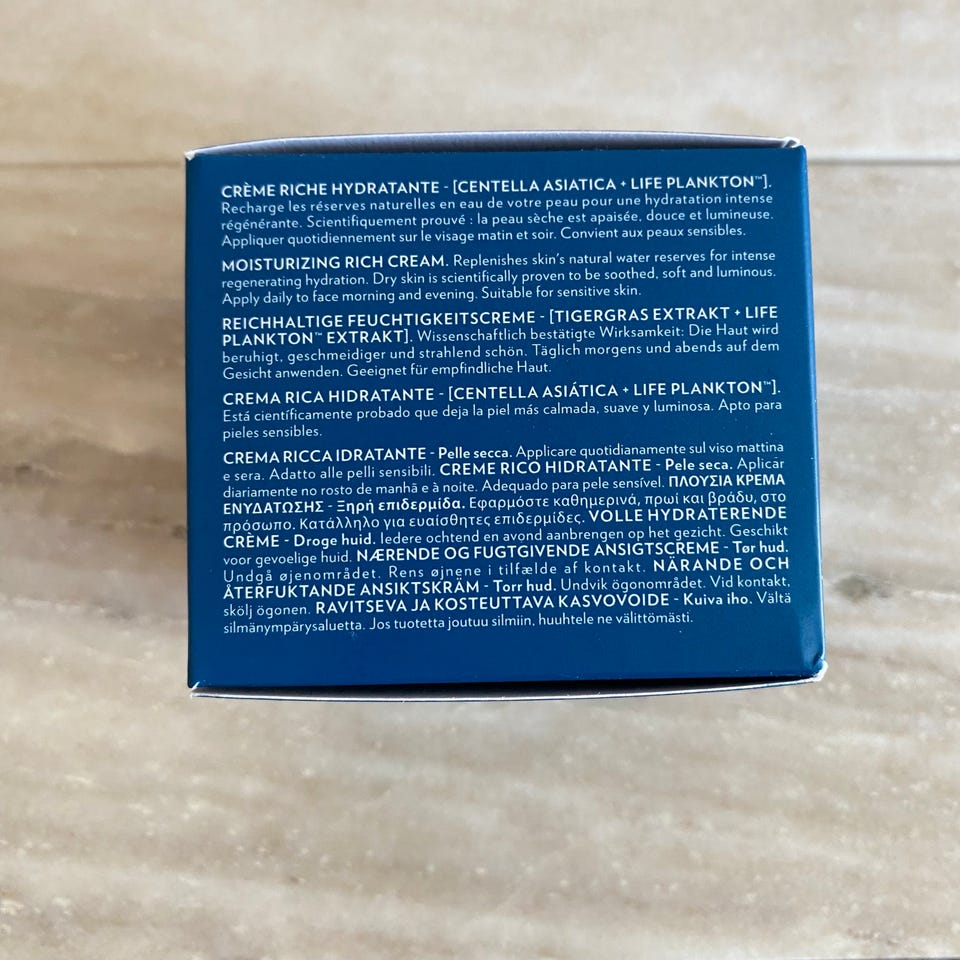 CRÈME RICHE HYDRATANTE - [CENTELLA ASIATICA + LIFE PLANKTON™].
Recharge les réserves naturelles en eau de votre peau pour une hydratation intense
régénérante. Scientifiquement prouvé : la peau sèche est apaisée, douce et lumineuse.
Appliquer quotidiennement sur le visage matin et soir. Convient aux peaux sensibles.
MOISTURIZING RICH CREAM. Replenishes skin's natural water reserves for intense
regenerating hydration. Dry skin is scientifically proven to be soothed, soft and luminous.
Apply daily to face morning and evening. Suitable for sensitive skin.
REICHHALTIGE FEUCHTIGKEITSCREME - [TIGERGRAS EXTRAKT + LIFE
PLANKTON™ EXTRAKT]. Wissenschaftlich bestätigte Wirksamkeit: Die Haut wird
beruhigt, geschmeidiger und strahlend schön. Täglich morgens und abends auf dem
Gesicht anwenden. Geeignet für empfindliche Haut.
CREMA RICA HIDRATANTE - [CENTELLA ASIÁTICA + LIFE PLANKTON™].
Está científicamente probado que deja la piel más calmada, suave y luminosa. Apto para
pieles sensibles.
CREMA RICCA IDRATANTE - Pelle secca. Applicare quotidianamente sul viso mattina
e sera. Adatto alle pelli sensibili. CREME RICO HIDRATANTE - Pele seca. Aplicar
diariamente no rosto de manhã e à noite. Adequado para pele sensível. ΠΛΟΥΣΙΑ ΚΡΕΜΑ
ΕΝΥΔΑΤΩΣΗΣ - Ξηρή επιδερμίδα. Εφαρμόστε καθημερινά, πρωί και βράδυ, στο
πρόσωπο. Κατάλληλο για ευαίσθητες επιδερμίδες. VOLLE HYDRATERENDE
CRÈME - Droge huid. Iedere ochtend en avond aanbrengen op het gezicht. Geschikt
voor gevoelige huid. NÆRENDE OG FUGTGIVENDE ANSIGTSCREME - Tør hud.
Undgå øjenområdet. Rens øjnene i tilfælde af kontakt. NÄRANDE OCH
ÅTERFUKTANDE ANSIKTSKRÄM - Torr hud. Undvik ögonområdet. Vid kontakt,
skölj ögonen. RAVITSEVA JA KOSTEUTTAVA KASVOVOIDE - Kuiva iho. Vältä
silmänympärysaluetta. Jos tuotetta joutuu silmiin, huuhtele ne välittömästi.